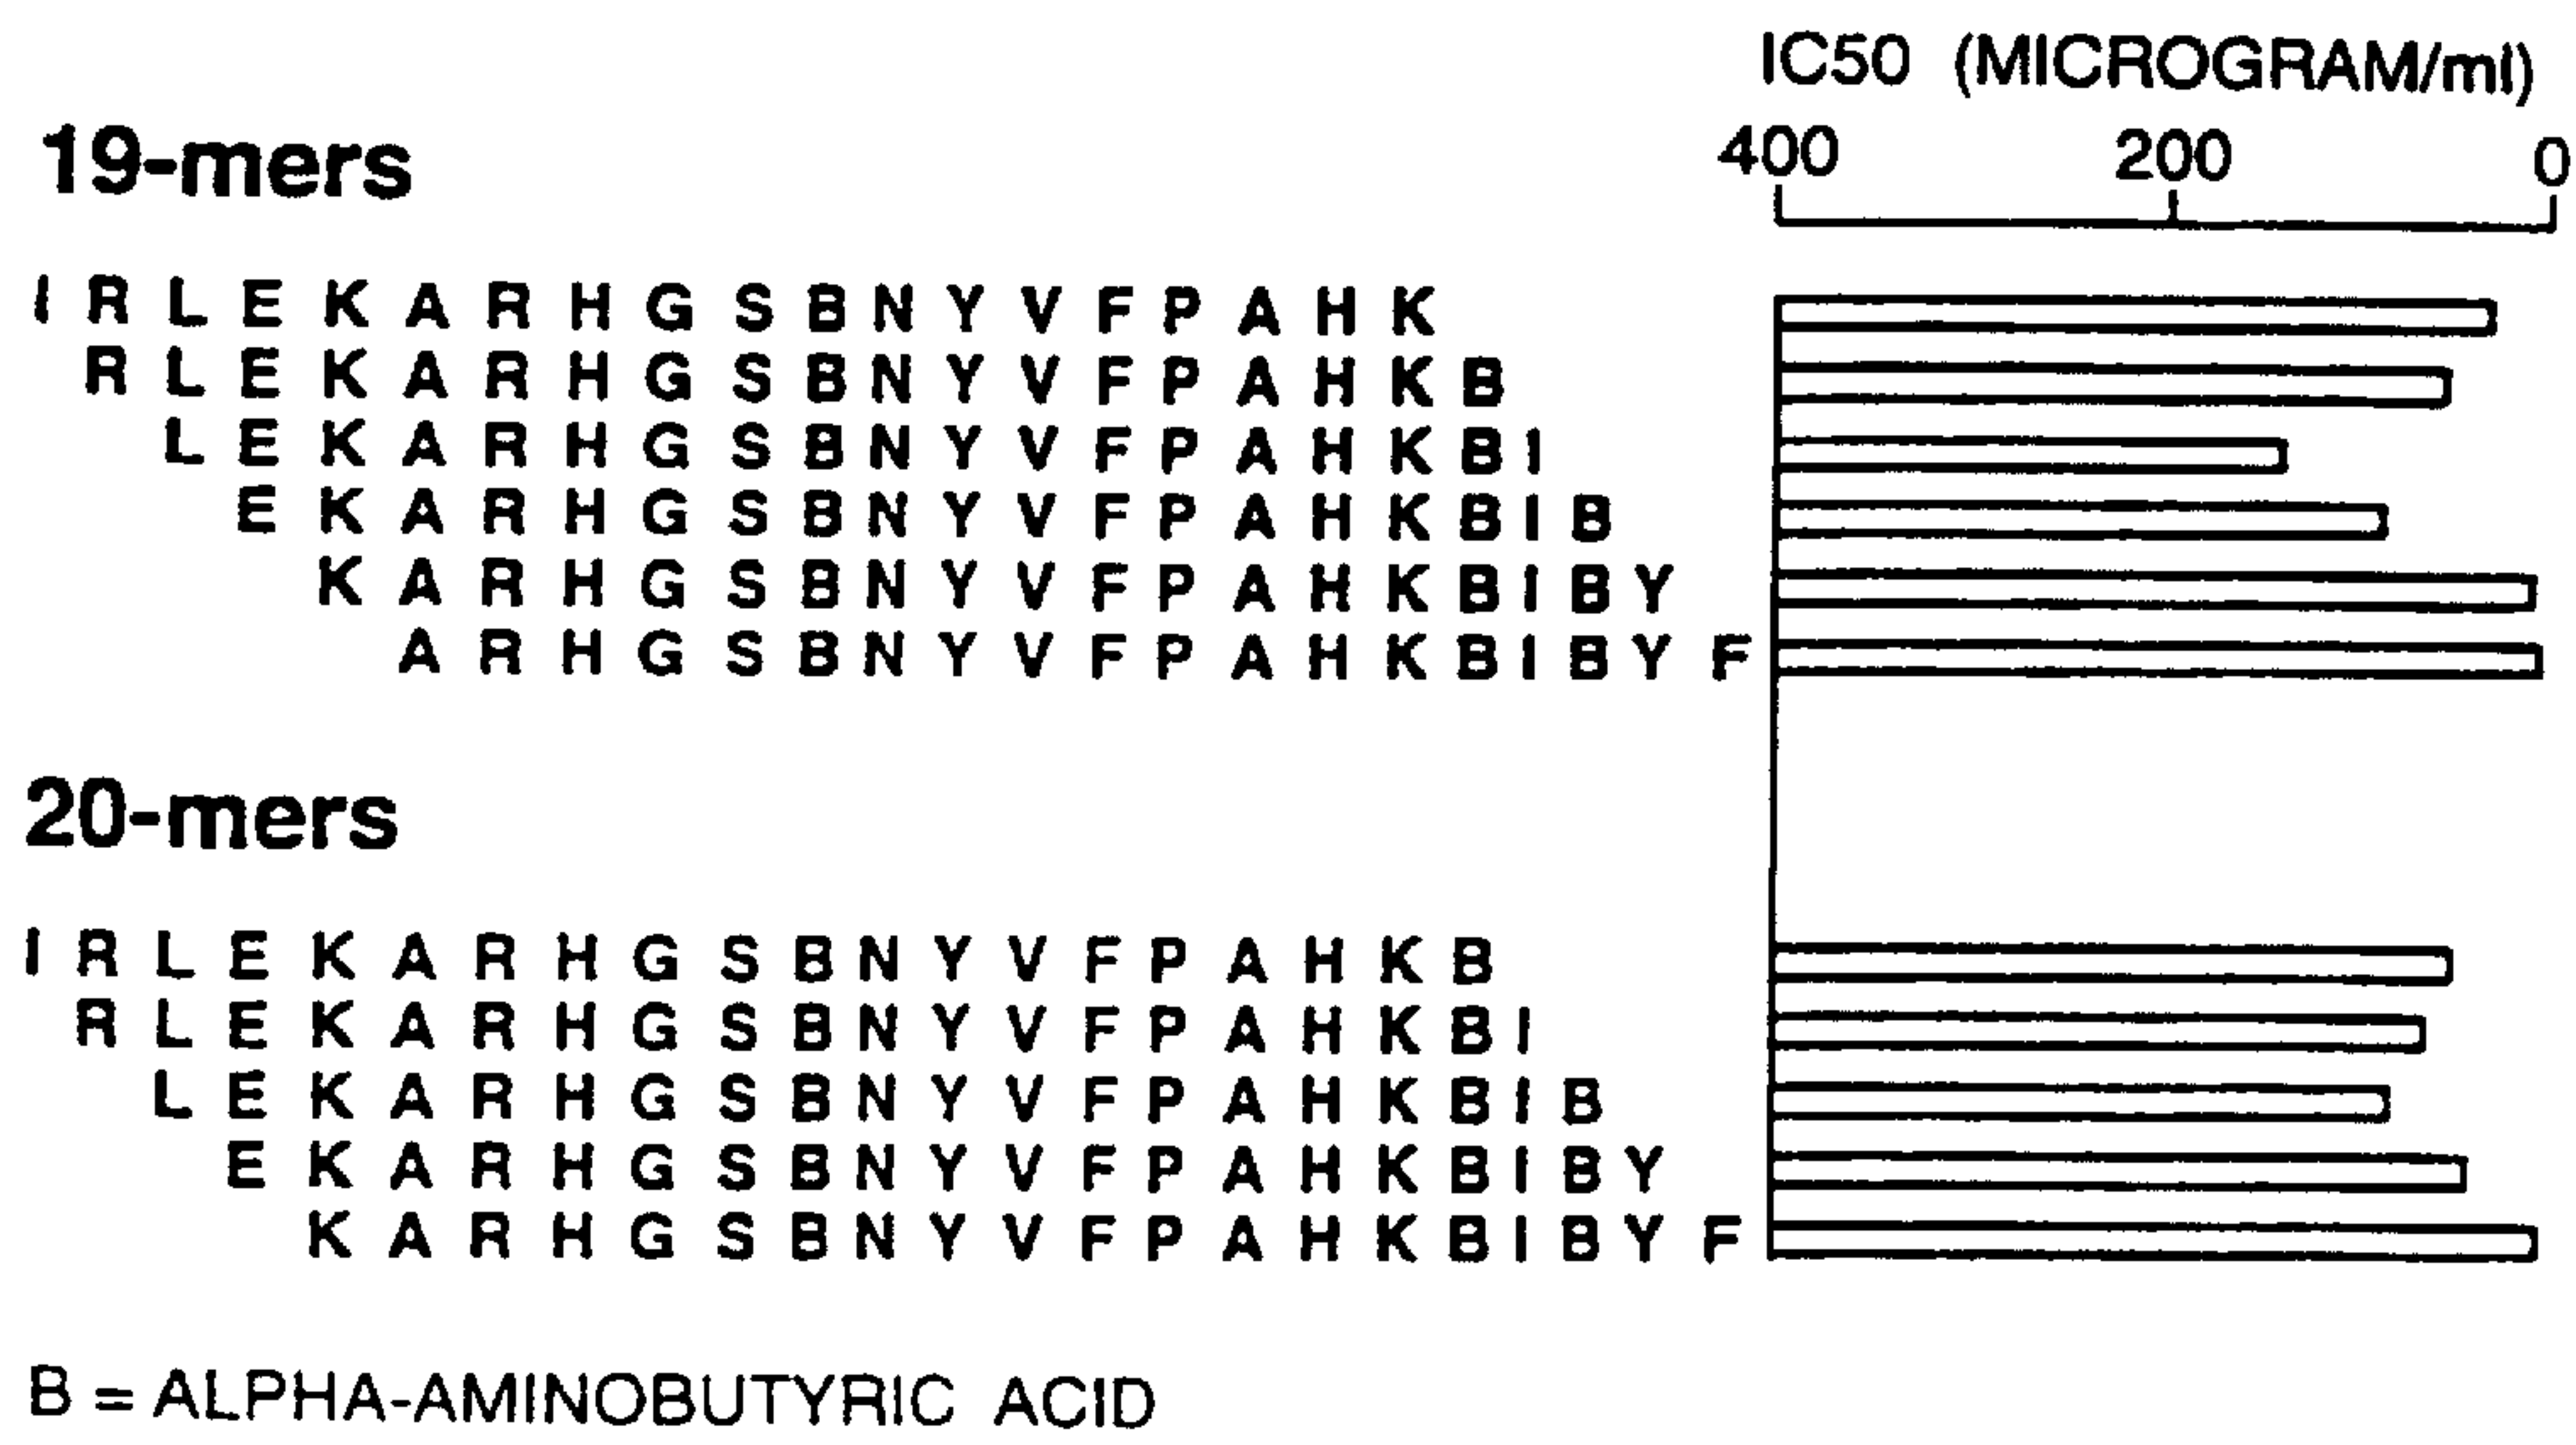 IC50 (MICROGRAM/ml)
19-mers
400 200 0
I R L E K A R H G S B N Y V F P A H K
R L E K A R H G S B N Y V F P A H K B
L E K A R H G S B N Y V F P A H K B I
E K A R H G S B N Y V F P A H K B I B
K A R H G S B N Y V F P A H K B I B Y
A R H G S B N Y V F P A H K B I B Y F
20-mers
I R L E K A R H G S B N Y V F P A H K B
R L E K A R H G S B N Y V F P A H K B I
L E K A R H G S B N Y V F P A H K B I B
E K A R H G S B N Y V F P A H K B I B Y
K A R H G S B N Y V F P A H K B I B Y F
B = ALPHA-AMINOBUTYRIC ACID